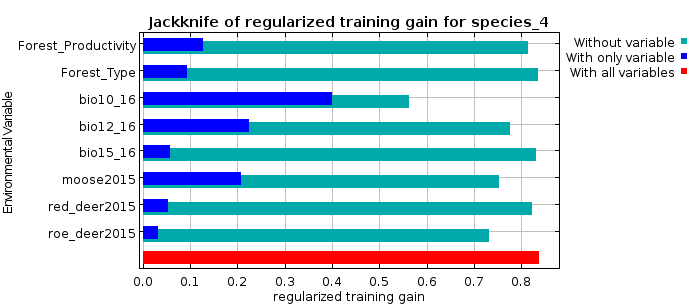 Jackknife of regularized training gain for species_4
Without variable
With only variable
With all variables
Environmental Variable
Forest_Productivity
Forest_Type
bio10_16
bio12_16
bio15_16
moose2015
red_deer2015
roe_deer2015
0.0 0.1 0.2 0.3 0.4 0.5 0.6 0.7 0.8
regularized training gain